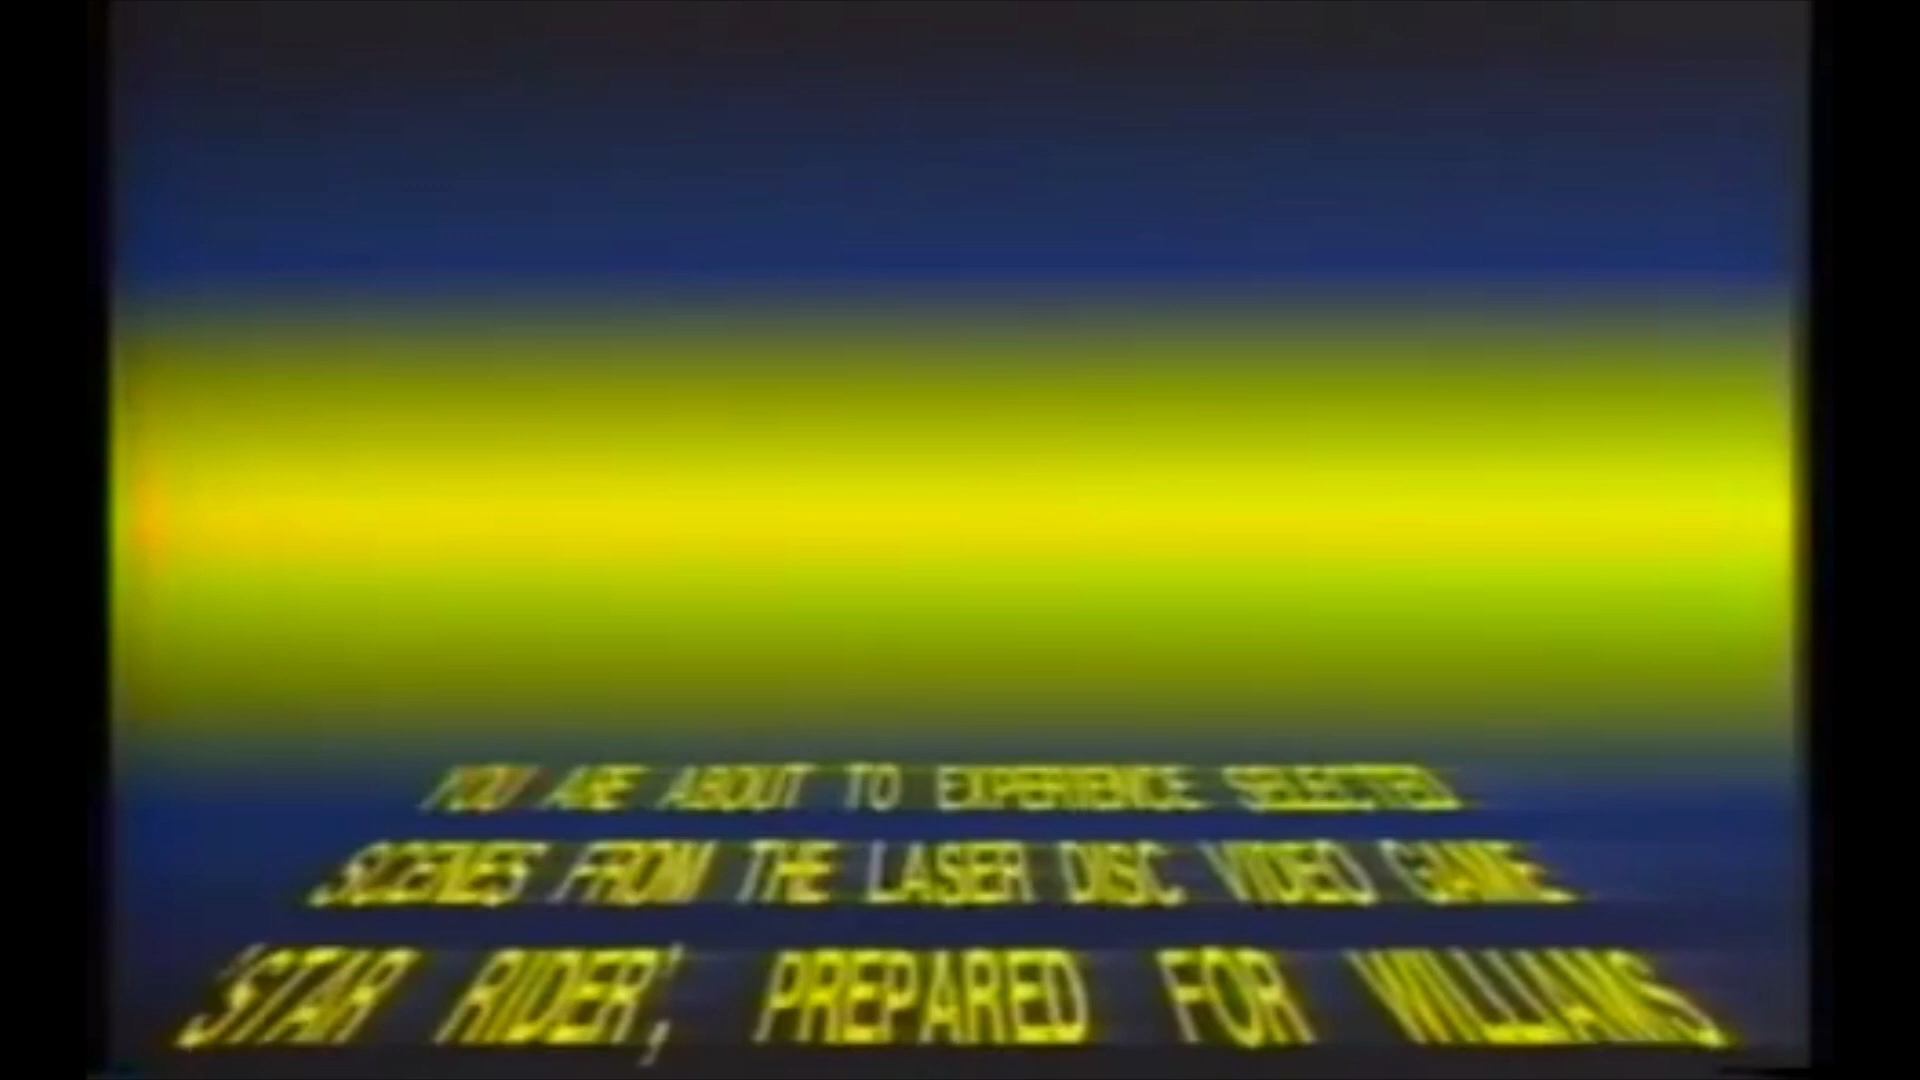 YOU ARE ABOUT TO EXPERIENCE SELECTED
SCENES FROM THE LASER DISC VIDEO GAME
'STAR RIDER', PREPARED FOR WILLIAMS